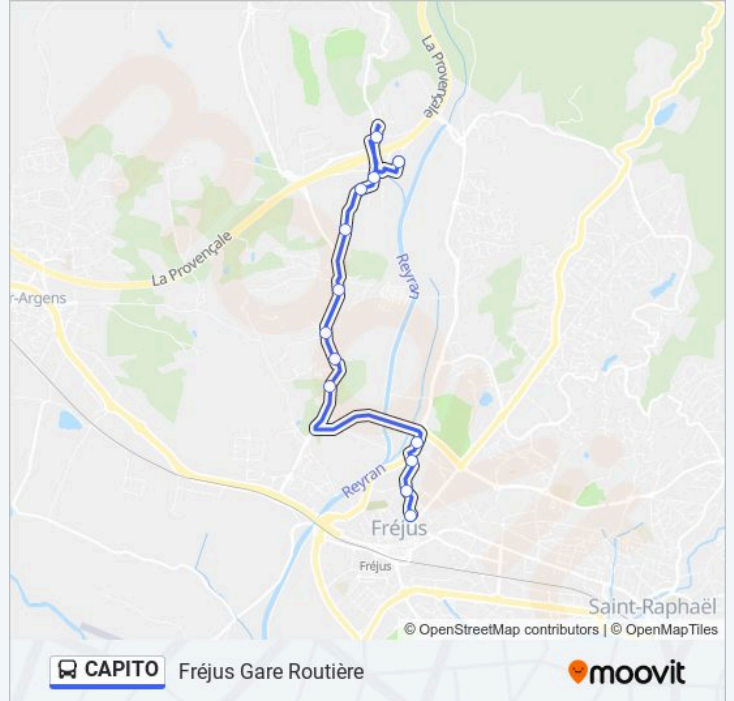 La Provençale
La Provençale
Reyran
r-Argens
Reyran
Fréjus
Fréjus
Saint-Raphaël
© OpenStreetMap contributors | © OpenMapTiles
CAPITO Fréjus Gare Routière moovit